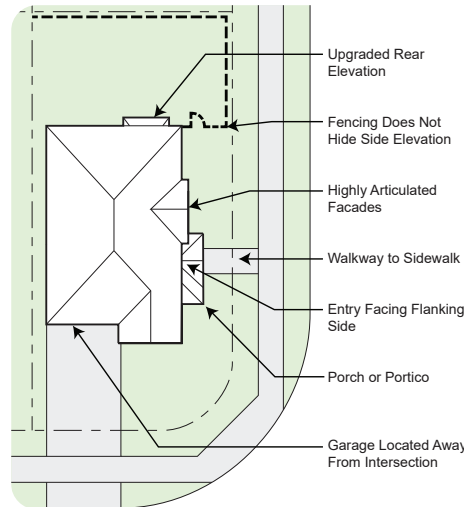 Upgraded Rear
Elevation
Fencing Does Not
Hide Side Elevation
Highly Articulated
Facades
Walkway to Sidewalk
Entry Facing Flanking
Side
Porch or Portico
Garage Located Away
From Intersection